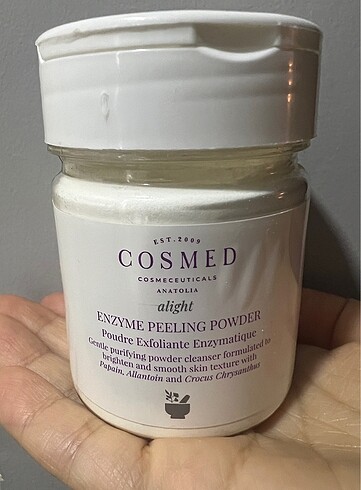 EST. 2009
COSMED
COSMECEUTICALS
ANATOLIA
alight
ENZYME PEELING POWDER
Poudre Exfoliante Enzymatique
Gentle purifying powder cleanser formulated to
brighten and smooth skin texture with
Papain, Allantoin and Crocus Chrysanthus